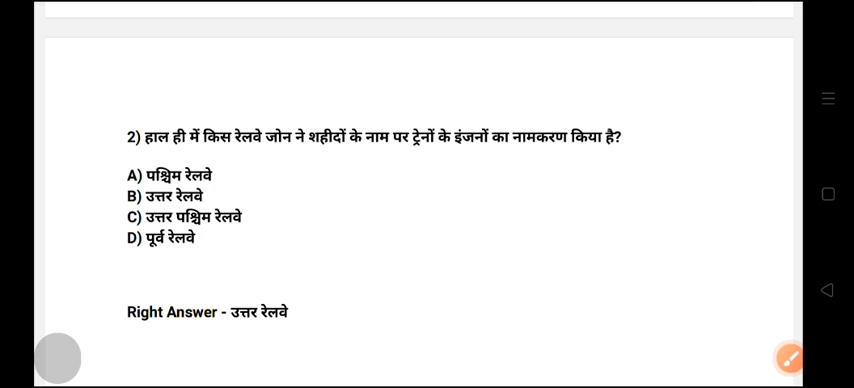 2) हाल ही में किस रेलवे जोन ने शहीदों के नाम पर ट्रेनों के इंजनों का नामकरण किया है?
A) पश्चिम रेलवे
B) उत्तर रेलवे
C) उत्तर पश्चिम रेलवे
D) पूर्व रेलवे
Right Answer - उत्तर रेलवे